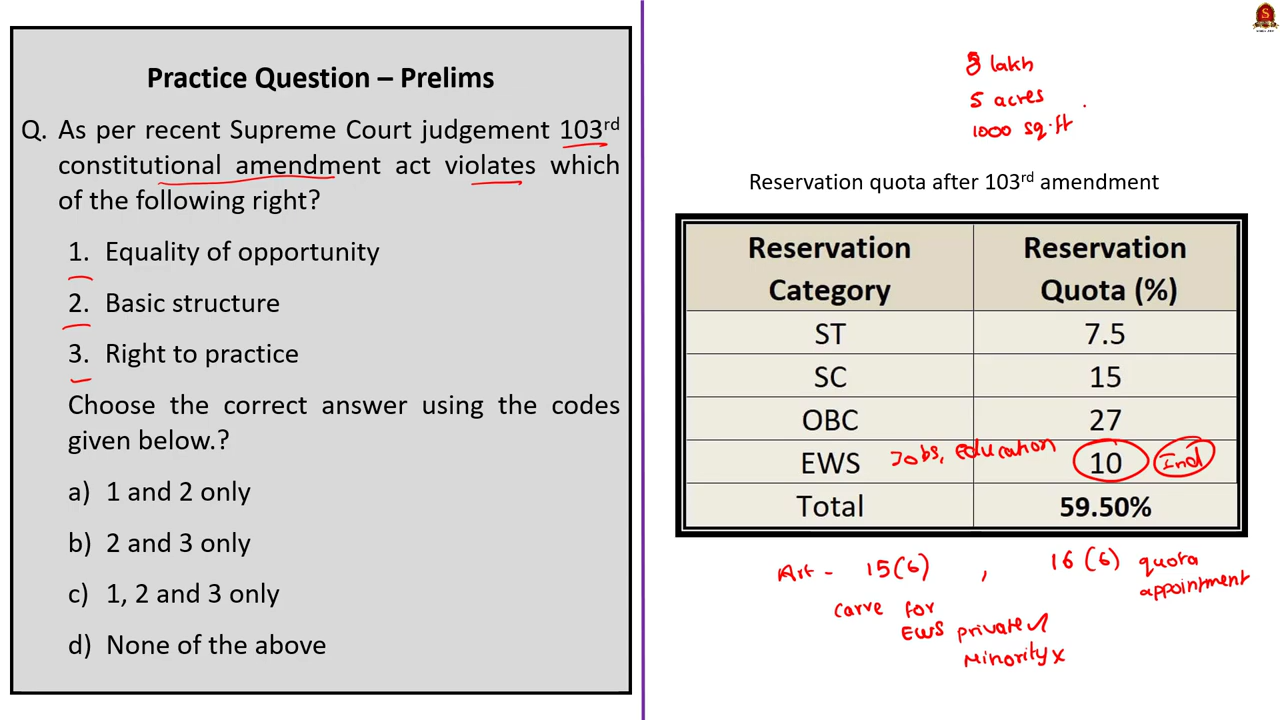 Practice Question – Prelims
Q. As per recent Supreme Court judgement 103rd
constitutional amendment act violates which
of the following right?
1. Equality of opportunity
2. Basic structure
3. Right to practice
Choose the correct answer using the codes
given below.?
a) 1 and 2 only
b) 2 and 3 only
c) 1, 2 and 3 only
d) None of the above
lakh
5 acres
1000 sq.ft
Reservation quota after 103rd amendment
Reservation Category Reservation Quota (%)
ST 7.5
SC 15
OBC 27
EWS Jobs, education 10 Ind
Total 59.50%
Art - 15(6) , 16(6) quota
appointment
carve for
EWS private
Minority x